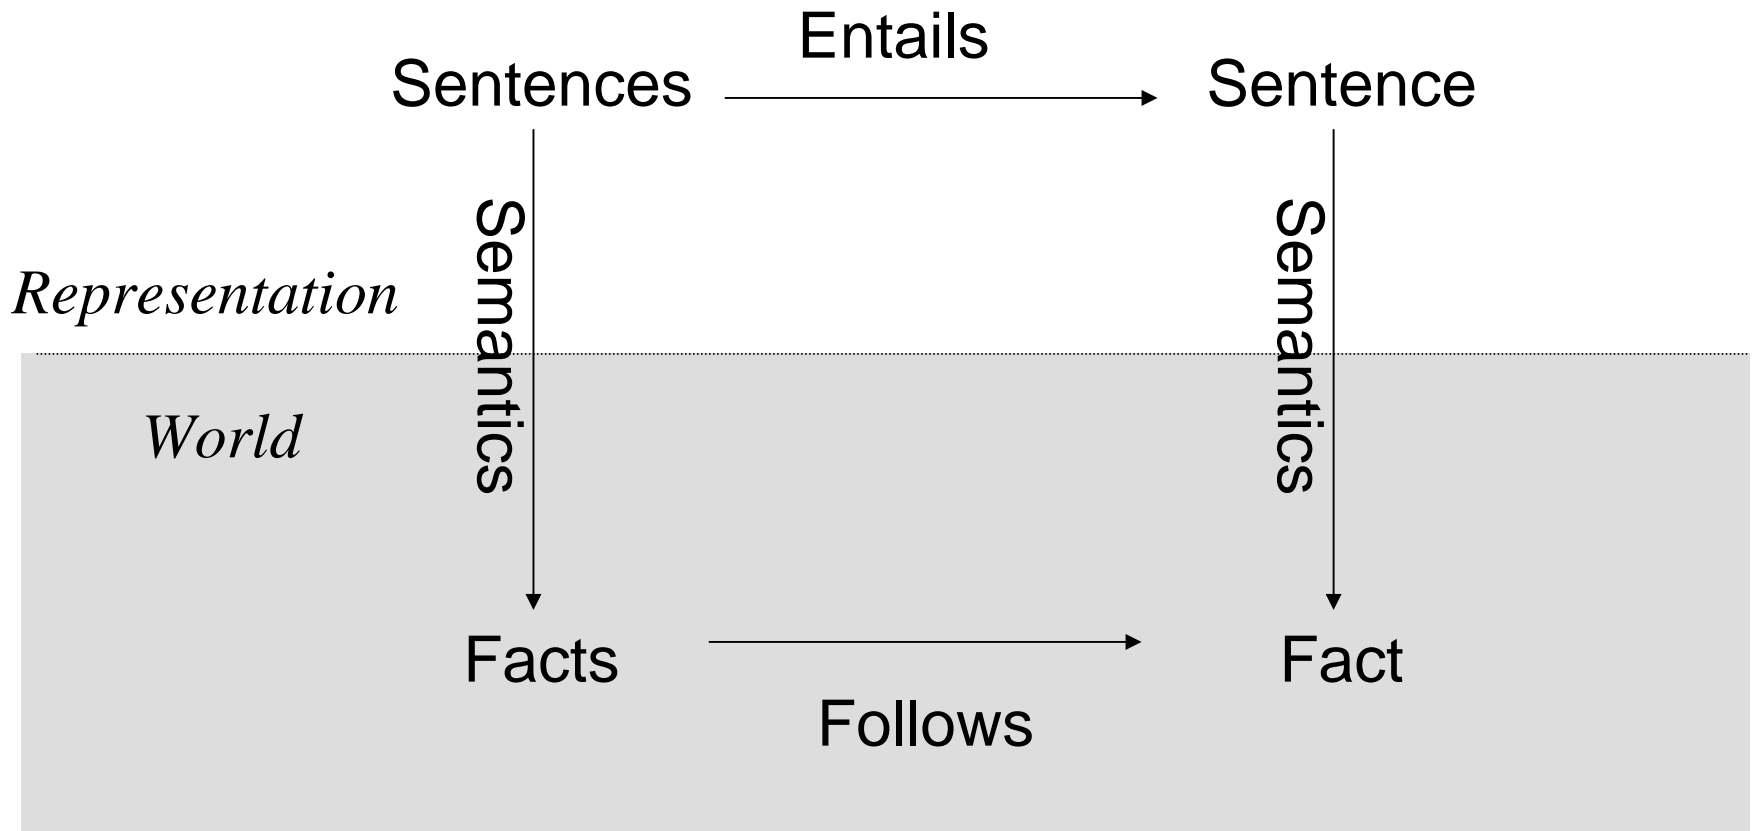 Entails
Sentences
Sentence
Semantics
Semantics
Representation
World
Facts
Fact
Follows